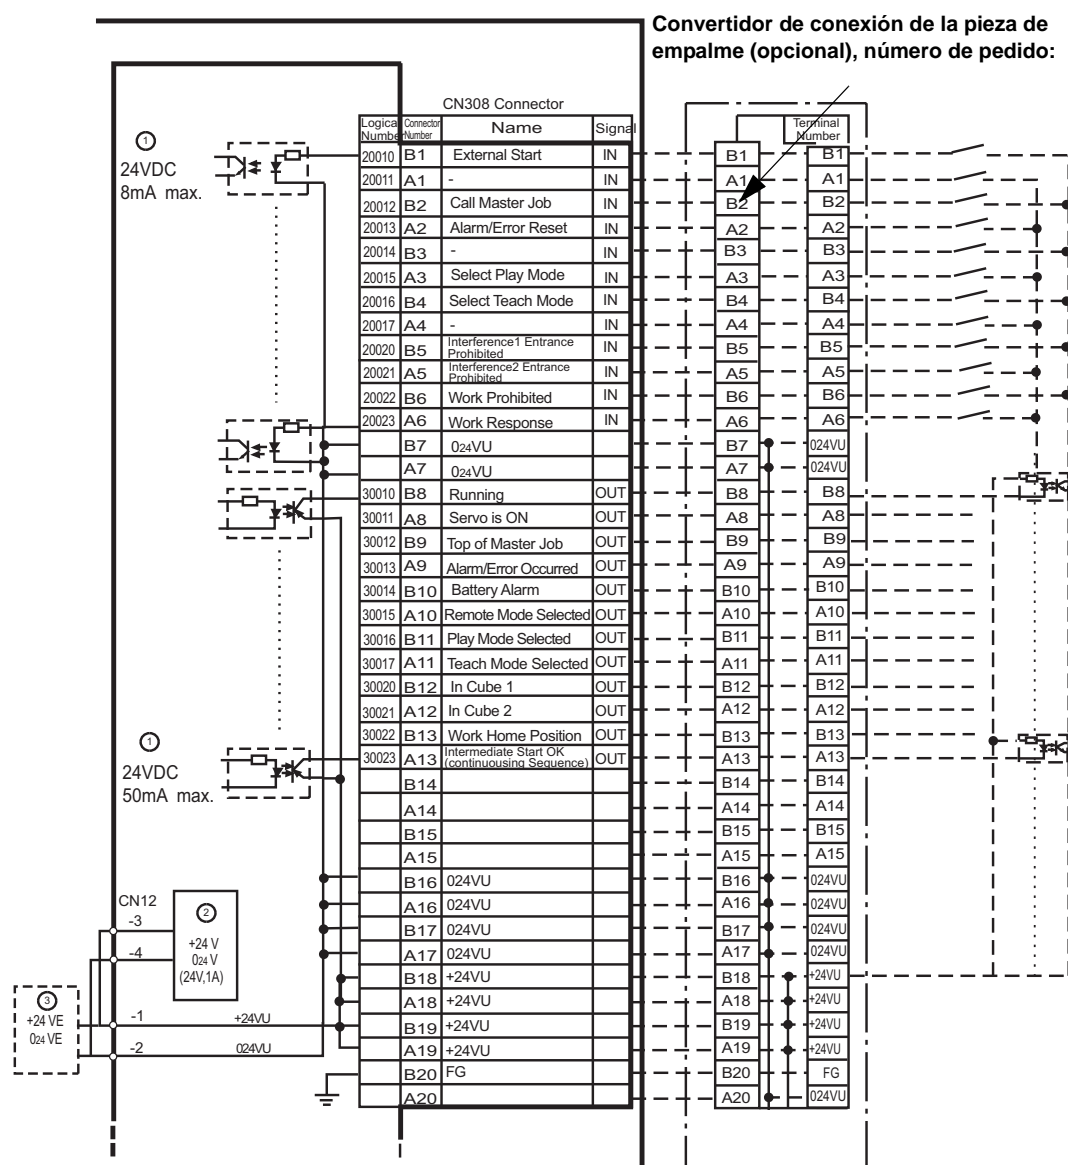 Convertidor de conexión de la pieza de
empalme (opcional), número de pedido:
CN308 Connector
Logical Number Connector Number Name Signal
Terminal Number
1
24VDC
8mA max.
20010 B1 External Start IN B1 B1
20011 A1 - IN A1 A1
20012 B2 Call Master Job IN B2 B2
20013 A2 Alarm/Error Reset IN A2 A2
20014 B3 - IN B3 B3
20015 A3 Select Play Mode IN A3 A3
20016 B4 Select Teach Mode IN B4 B4
20017 A4 - IN A4 A4
20020 B5 Interference1 Entrance Prohibited IN B5 B5
20021 A5 Interference2 Entrance Prohibited IN A5 A5
20022 B6 Work Prohibited IN B6 B6
20023 A6 Work Response IN A6 A6
B7 024VU B7 024VU
A7 024VU A7 024VU
30010 B8 Running OUT B8 B8
30011 A8 Servo is ON OUT A8 A8
30012 B9 Top of Master Job OUT B9 B9
30013 A9 Alarm/Error Occurred OUT A9 A9
30014 B10 Battery Alarm OUT B10 B10
30015 A10 Remote Mode Selected OUT A10 A10
30016 B11 Play Mode Selected OUT B11 B11
30017 A11 Teach Mode Selected OUT A11 A11
30020 B12 In Cube 1 OUT B12 B12
30021 A12 In Cube 2 OUT A12 A12
30022 B13 Work Home Position OUT B13 B13
30023 A13 Intermediate Start OK (continuousing Sequence) OUT A13 A13
1
24VDC
50mA max.
B14 B14 B14
A14 A14 A14
B15 B15 B15
A15 A15 A15
B16 024VU B16 024VU
A16 024VU A16 024VU
B17 024VU B17 024VU
A17 024VU A17 024VU
B18 +24VU B18 +24VU
A18 +24VU A18 +24VU
B19 +24VU B19 +24VU
A19 +24VU A19 +24VU
B20 FG B20 FG
A20 A20 024VU
CN12
-3
-4
2
+24 V
024 V
(24V,1A)
3
+24 VE
024 VE
-1 +24VU
-2 024VU